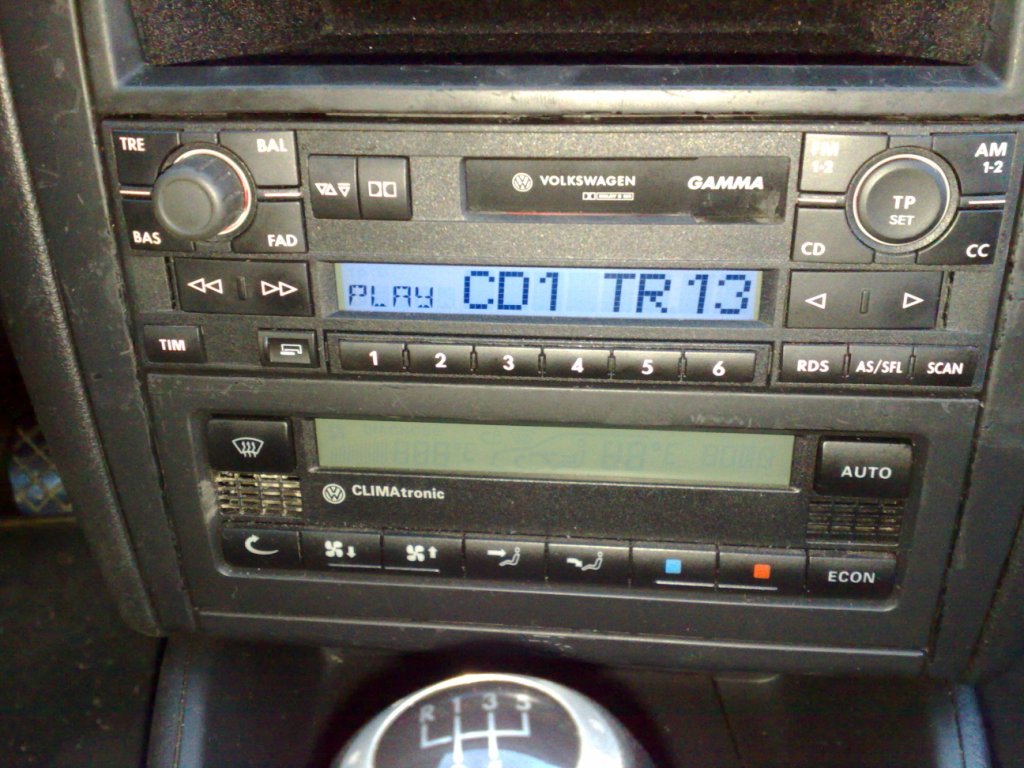 TRE BAL
VOLKSWAGEN GAMMA
FM 1-2
AM 1-2
TP SET
BAS FAD
CD CC
PLAY CD1 TR13
TIM
1 2 3 4 5 6
RDS AS/SFL SCAN
AUTO
CLIMAtronic
ECON
R 1 3 5